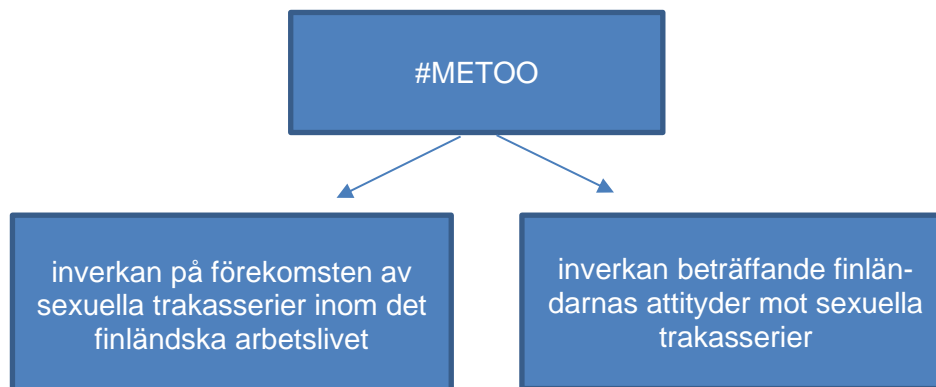 #METOO
inverkan på förekomsten av
sexuella trakasserier inom det
finländska arbetslivet
inverkan beträffande finlän-
darnas attityder mot sexuella
trakasserier